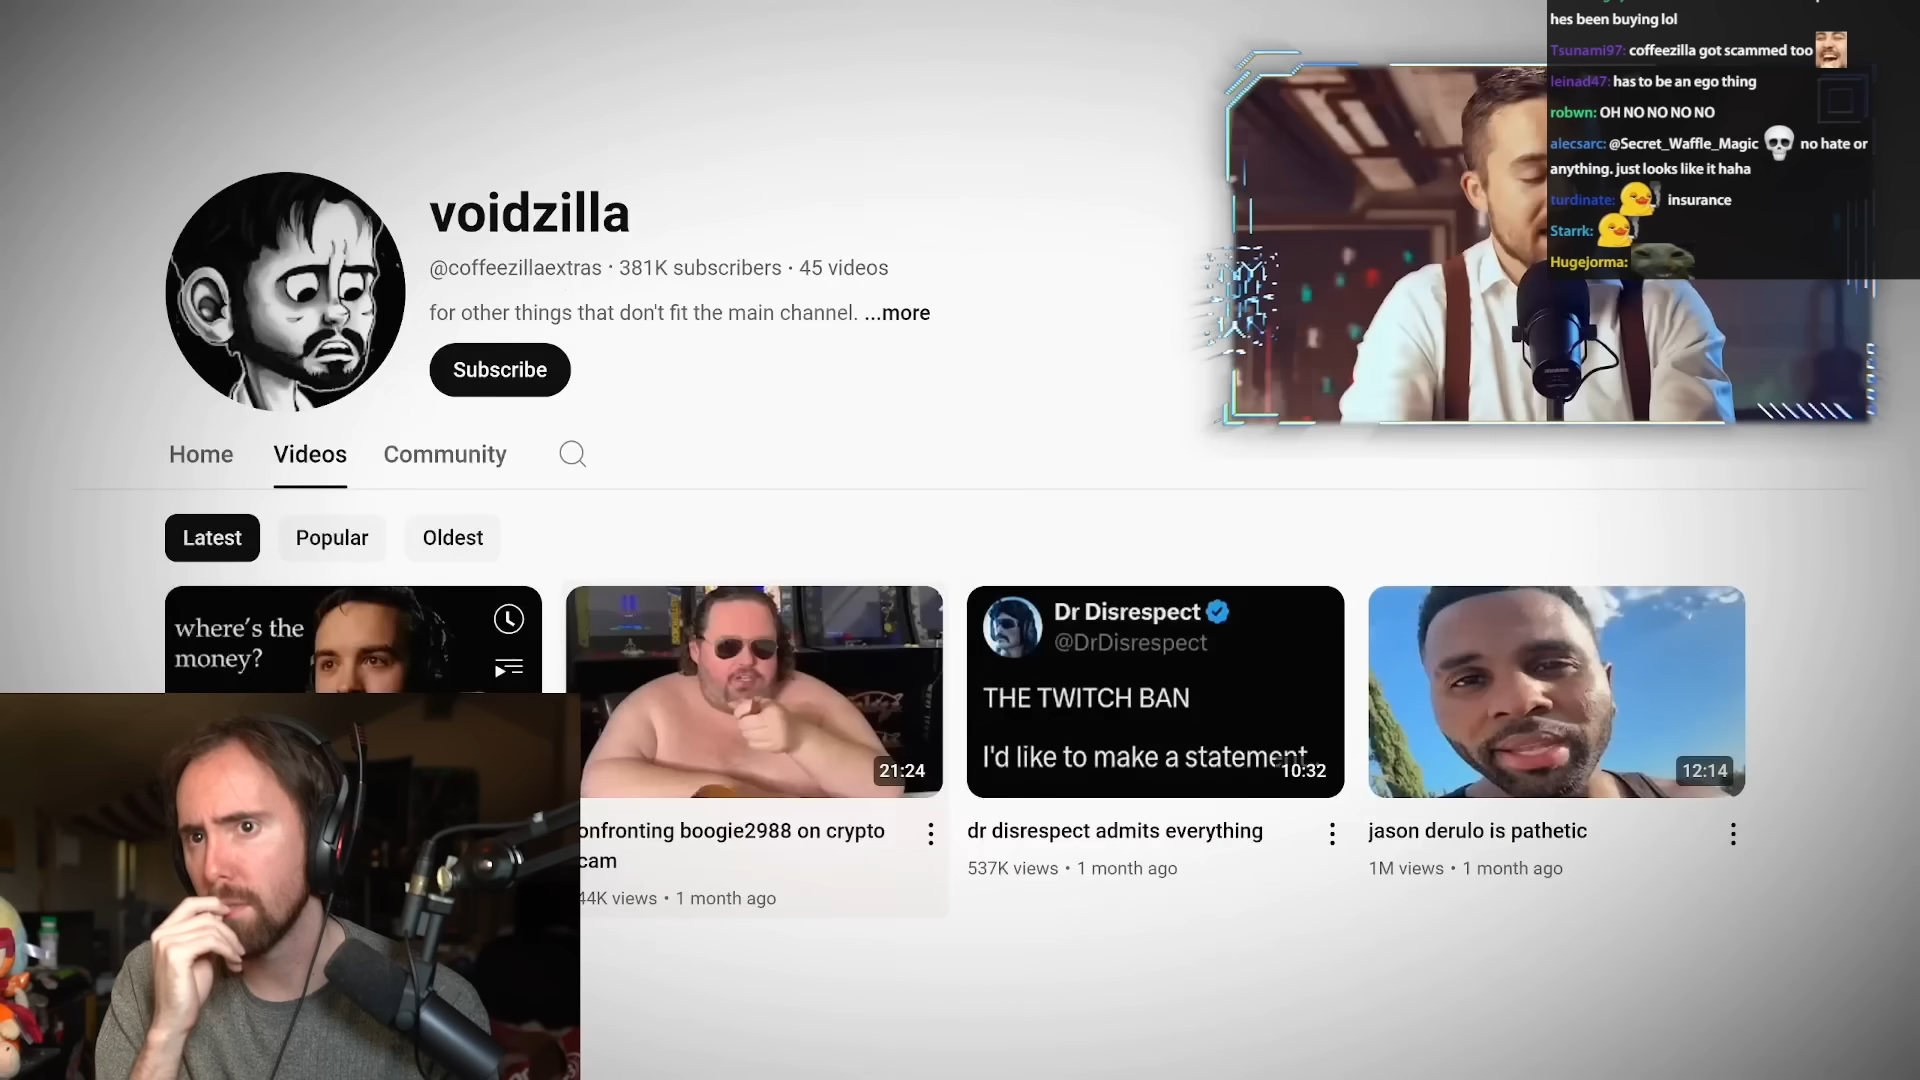 hes been buying lol
Tsunami97: coffeezilla got scammed too
leinad47: has to be an ego thing
robwn: OH NO NO NO NO
alecsarc: @Secret_Waffle_Magic no hate or
anything. just looks like it haha
turdinate: insurance
Starrk:
Hugejorma:
voidzilla
@coffeezillaextras · 381K subscribers · 45 videos
for other things that don't fit the main channel. ...more
Subscribe
Home Videos Community
Latest Popular Oldest
where's the
money?
21:24
Dr Disrespect
@DrDisrespect
THE TWITCH BAN
I'd like to make a statement
10:32
12:14
onfronting boogie2988 on crypto
cam
44K views • 1 month ago
dr disrespect admits everything
537K views • 1 month ago
jason derulo is pathetic
1M views • 1 month ago